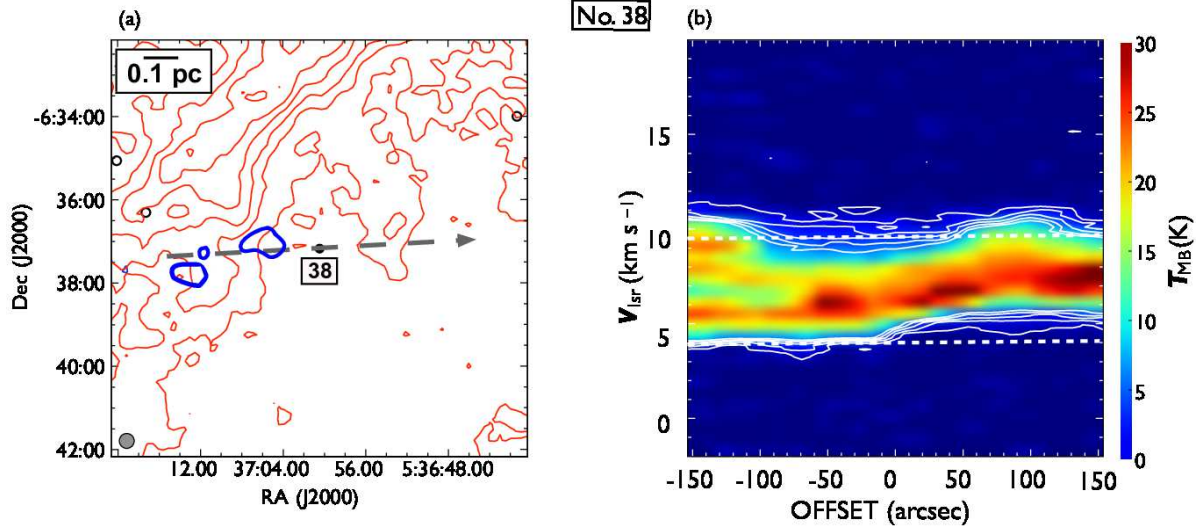 No. 38
(a)
0.1 pc
-6:34:00
36:00
38:00
40:00
42:00
Dec (J2000)
38
12.00 37:04.00 56.00 5:36:48.00
RA (J2000)
(b)
15
10
5
0
Vlsr (km s −1)
-150 -100 -50 0 50 100 150
OFFSET (arcsec)
30
25
20
15
10
5
0
TMB(K)